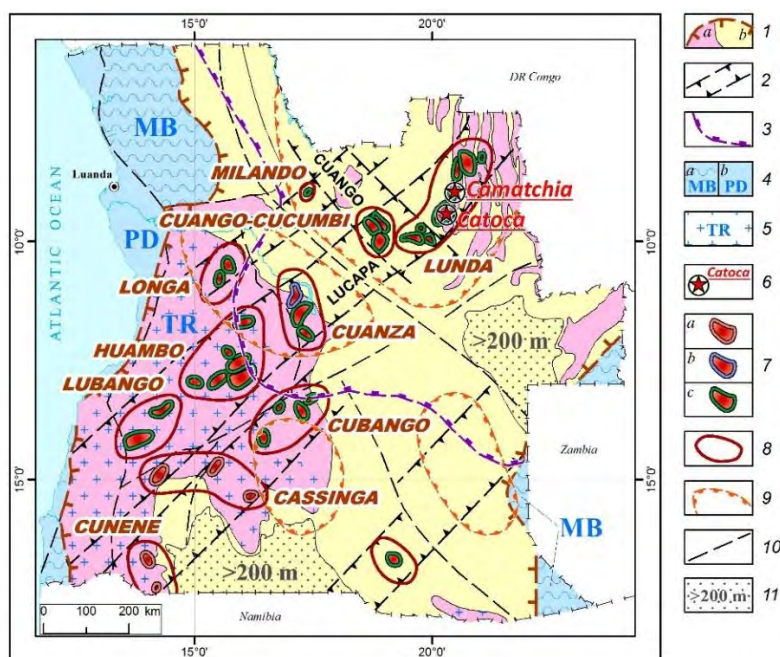 15°0'
20°0'
DR Congo
a
b
1
2
3
MB
Luanda
MILANDO
CUANGO
Camatchia
Catoca
CUANGO-CUCUMBI
LUNDA
a
b
MB
PD
4
TR
5
Catoca
6
ATLANTIC OCEAN
PD
10°0'
10°0'
LONGA
TR
LUCAPA
CUANZA
>200 m
HUAMBO
LUBANGO
CUBANGO
a
b
c
7
Zambia
8
15°0'
15°0'
CASSINGA
CUNENE
MB
9
>200 m
10
0
100
200
km
Namibia
>200 m
11
15°0'
20°0'